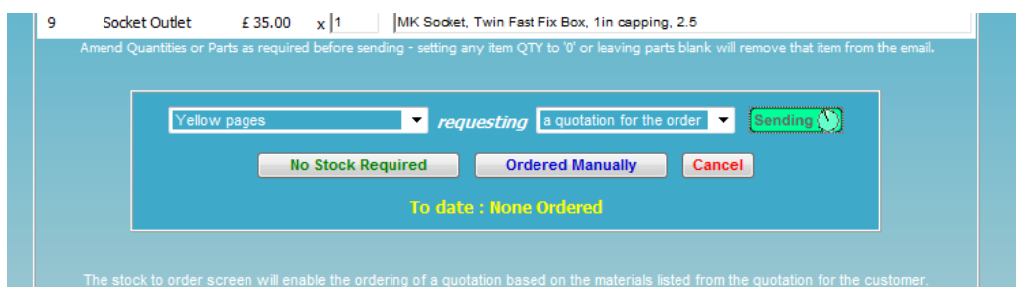 9 Socket Outlet £ 35.00 x 1 MK Socket, Twin Fast Fix Box, 1in capping, 2.5
Amend Quantities or Parts as required before sending - setting any item QTY to '0' or leaving parts blank will remove that item from the email.
Yellow pages requesting a quotation for the order Sending
No Stock Required Ordered Manually Cancel
To date : None Ordered
The stock to order screen will enable the ordering of a quotation based on the materials listed from the quotation for the customer.